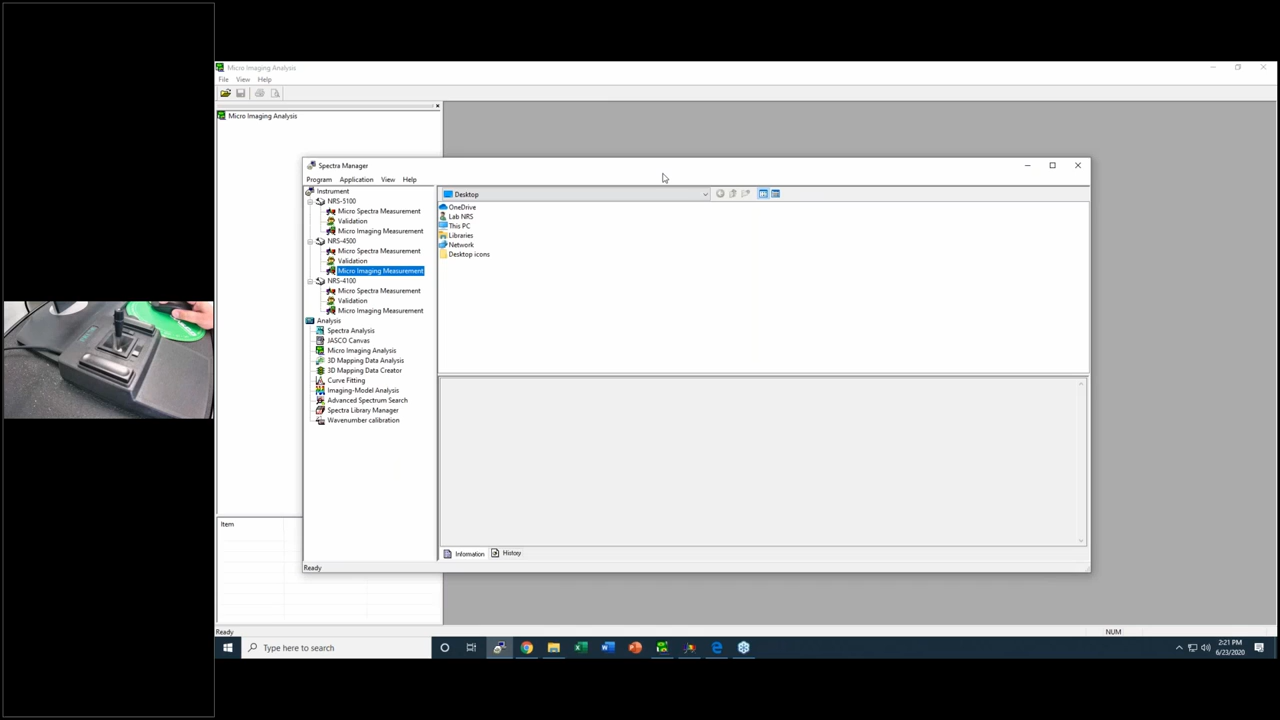 Micro Imaging Analysis
File View Help
Micro Imaging Analysis
Spectra Manager
Program Application View Help
Instrument
NRS-5100
Micro Spectra Measurement
Validation
Micro Imaging Measurement
NRS-4500
Micro Spectra Measurement
Validation
Micro Imaging Measurement
NRS-4100
Micro Spectra Measurement
Validation
Micro Imaging Measurement
Analysis
Spectra Analysis
JASCO Canvas
Micro Imaging Analysis
3D Mapping Data Analysis
3D Mapping Data Creator
Curve Fitting
Imaging-Model Analysis
Advanced Spectrum Search
Spectra Library Manager
Wavenumber calibration
Desktop
OneDrive
Lab NRS
This PC
Libraries
Network
Desktop icons
Information History
Ready
Item
Ready
NUM
Type here to search
2:21 PM
6/23/2020